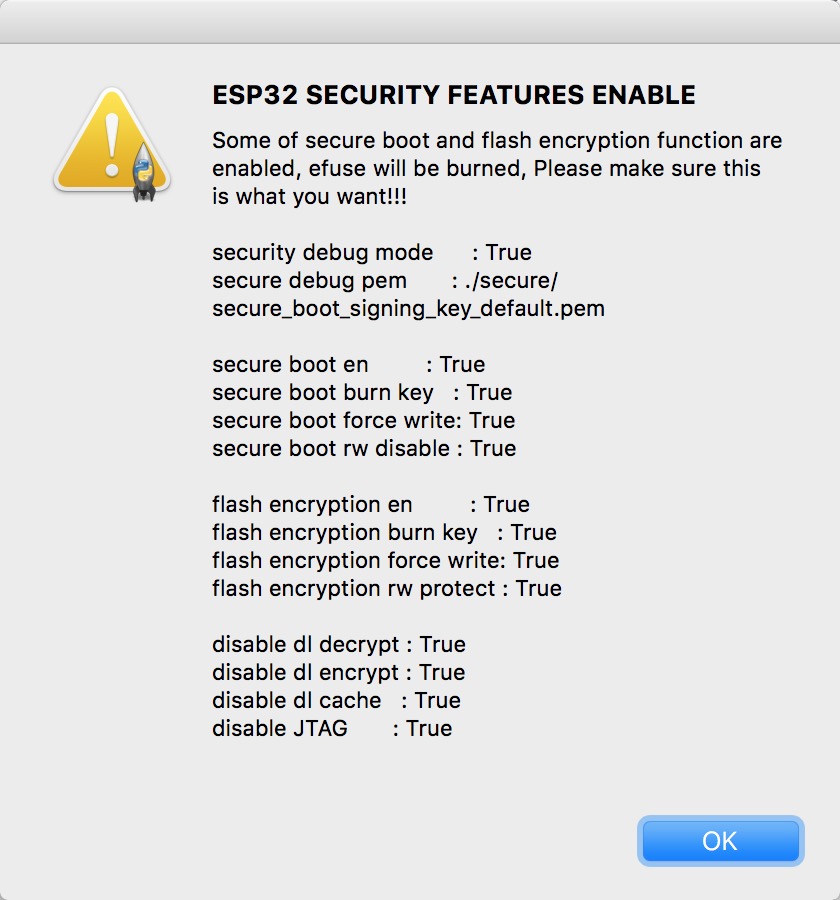 ESP32 SECURITY FEATURES ENABLE
Some of secure boot and flash encryption function are
enabled, efuse will be burned, Please make sure this
is what you want!!!
security debug mode : True
secure debug pem : ./secure/
secure_boot_signing_key_default.pem
secure boot en : True
secure boot burn key : True
secure boot force write: True
secure boot rw disable : True
flash encryption en : True
flash encryption burn key : True
flash encryption force write: True
flash encryption rw protect : True
disable dl decrypt : True
disable dl encrypt : True
disable dl cache : True
disable JTAG : True
OK